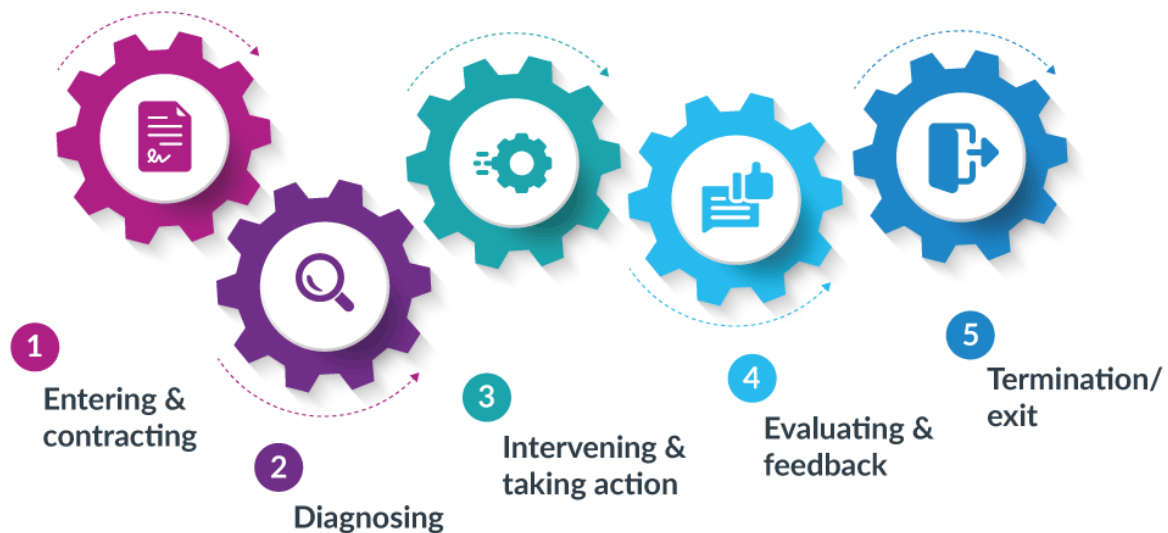 1
Entering &
contracting
2
Diagnosing
3
Intervening &
taking action
4
Evaluating &
feedback
5
Termination/
exit